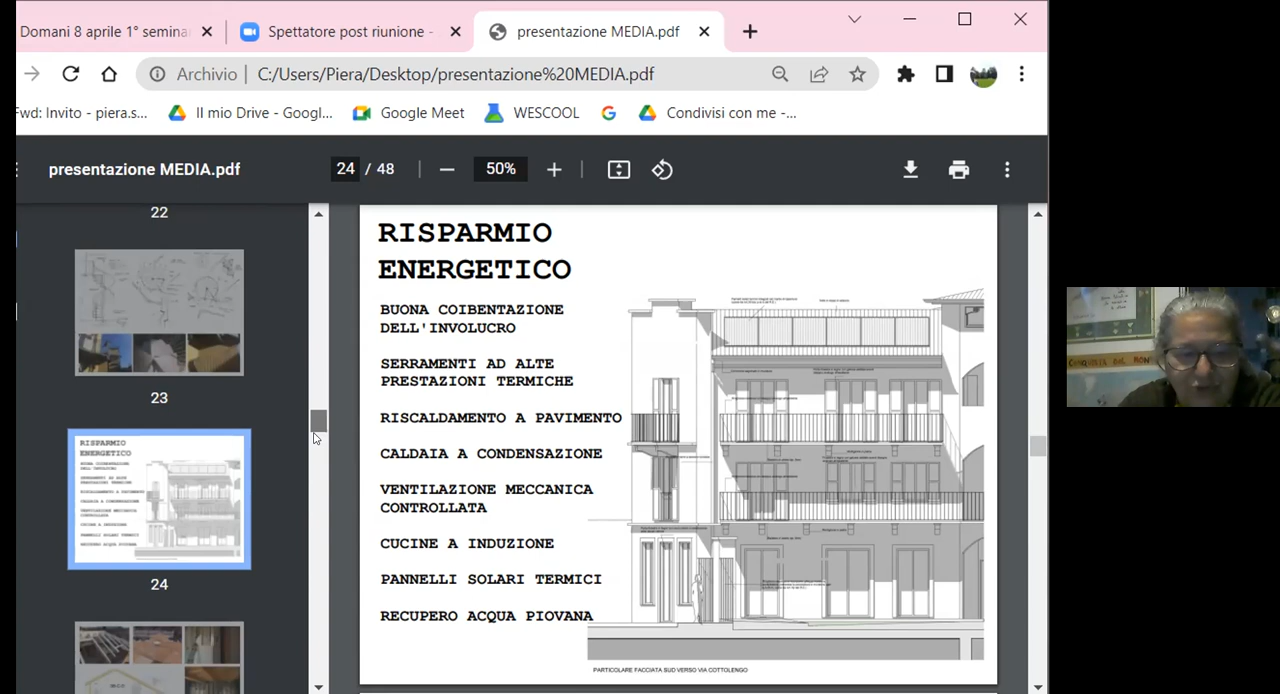 Domani 8 aprile 1° semina
Spettatore post riunione -
presentazione MEDIA.pdf
Archivio
C:/Users/Piera/Desktop/presentazione%20MEDIA.pdf
Fwd: Invito - piera.s...
Il mio Drive - Googl...
Google Meet
WESCOOL
Condivisi con me -...
presentazione MEDIA.pdf
24 / 48
50%
22
23
24
RISPARMIO
ENERGETICO
BUONA COIBENTAZIONE
DELL'INVOLUCRO
SERRAMENTI AD ALTE
PRESTAZIONI TERMICHE
RISCALDAMENTO A PAVIMENTO
CALDAIA A CONDENSAZIONE
VENTILAZIONE MECCANICA
CONTROLLATA
CUCINE A INDUZIONE
PANNELLI SOLARI TERMICI
RECUPERO ACQUA PIOVANA
PARTICOLARE FACCIATA SUD VERSO VIA COTTOLENGO